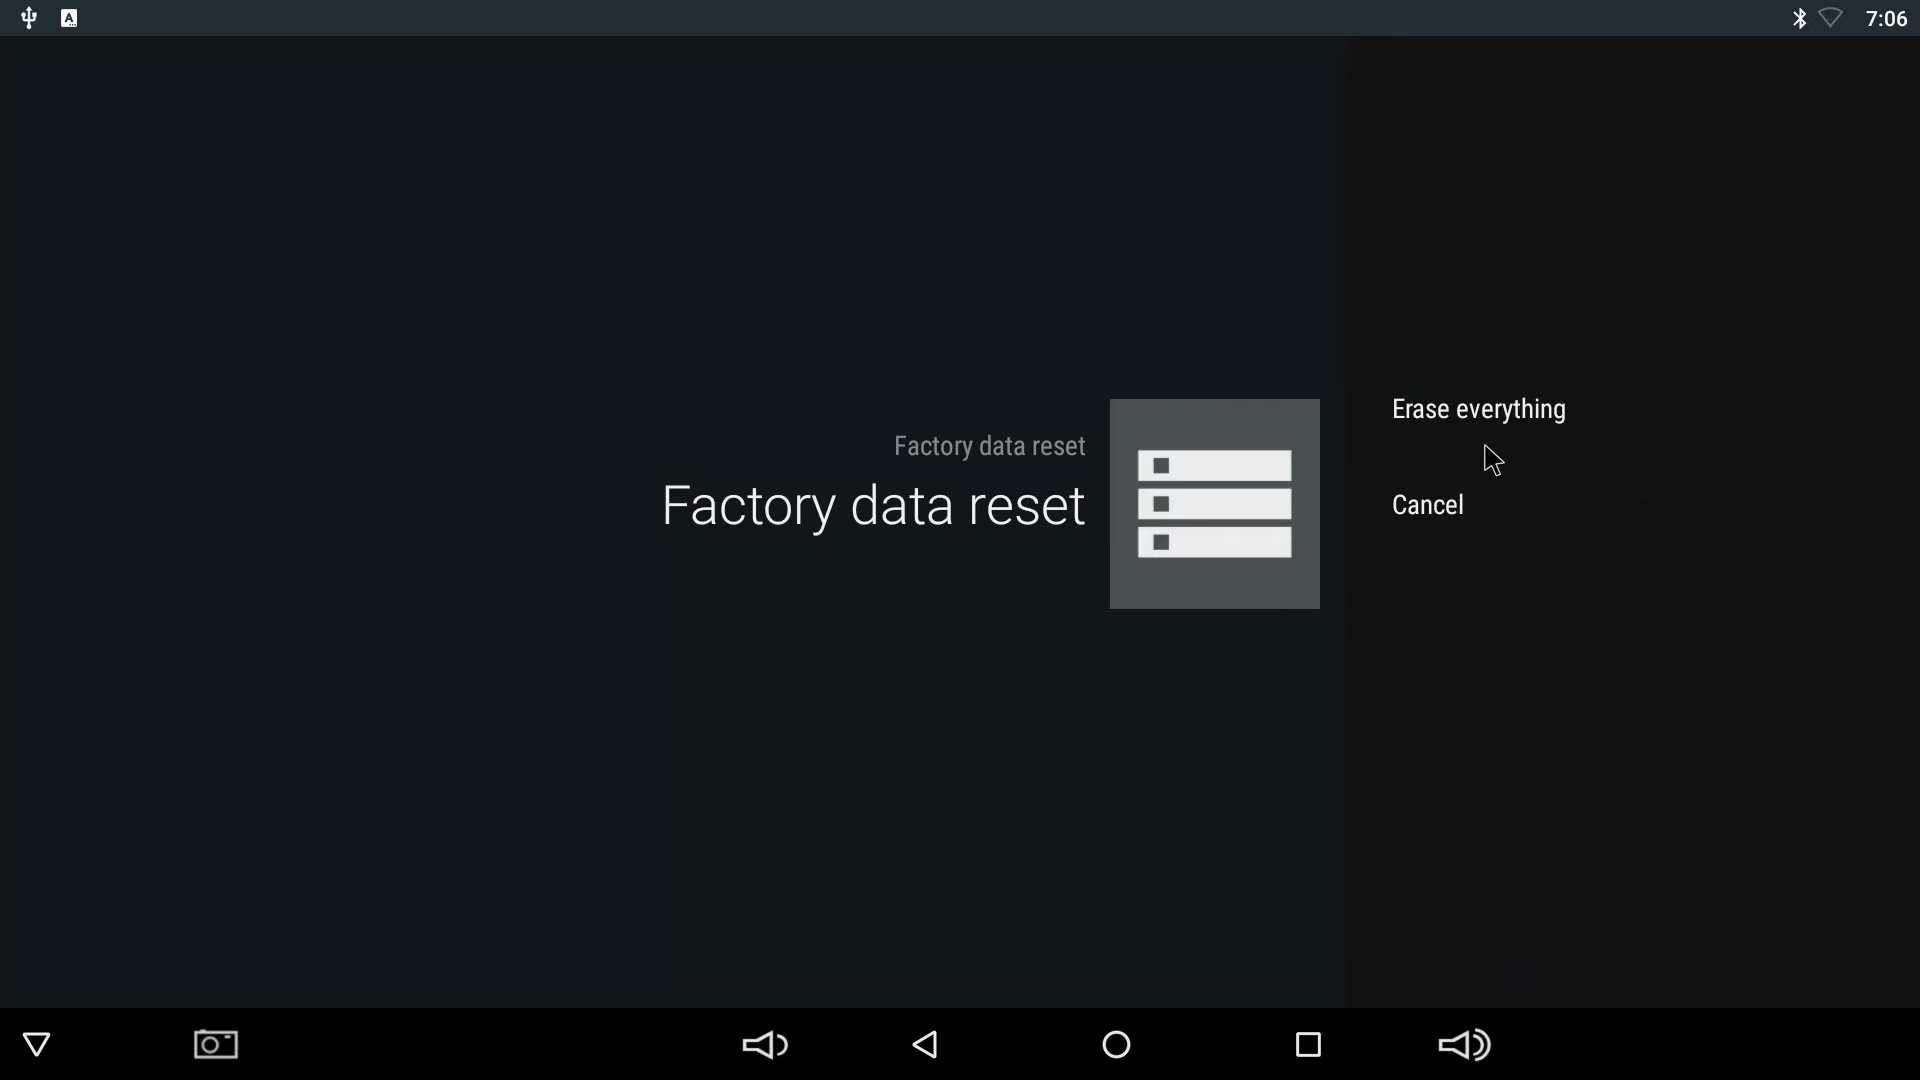 A
7:06
Factory data reset
Factory data reset
Erase everything
Cancel